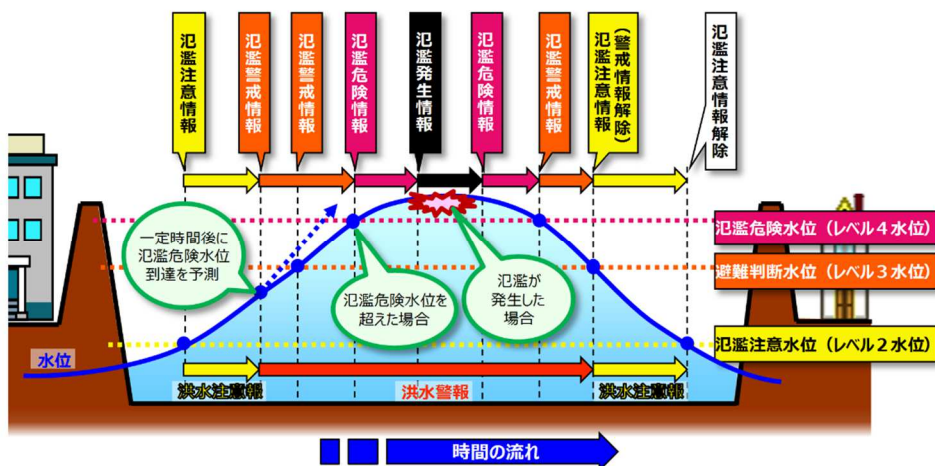 氾濫注意情報
氾濫警戒情報
氾濫警戒情報
氾濫危険情報
氾濫発生情報
氾濫危険情報
氾濫警戒情報
(警戒情報解除)
氾濫注意情報
氾濫注意情報解除
一定時間後に
氾濫危険水位
到達を予測
氾濫危険水位を
超えた場合
氾濫が
発生した
場合
氾濫危険水位(レベル4水位)
避難判断水位(レベル3水位)
氾濫注意水位(レベル2水位)
水位
洪水注意報
洪水警報
洪水注意報
時間の流れ